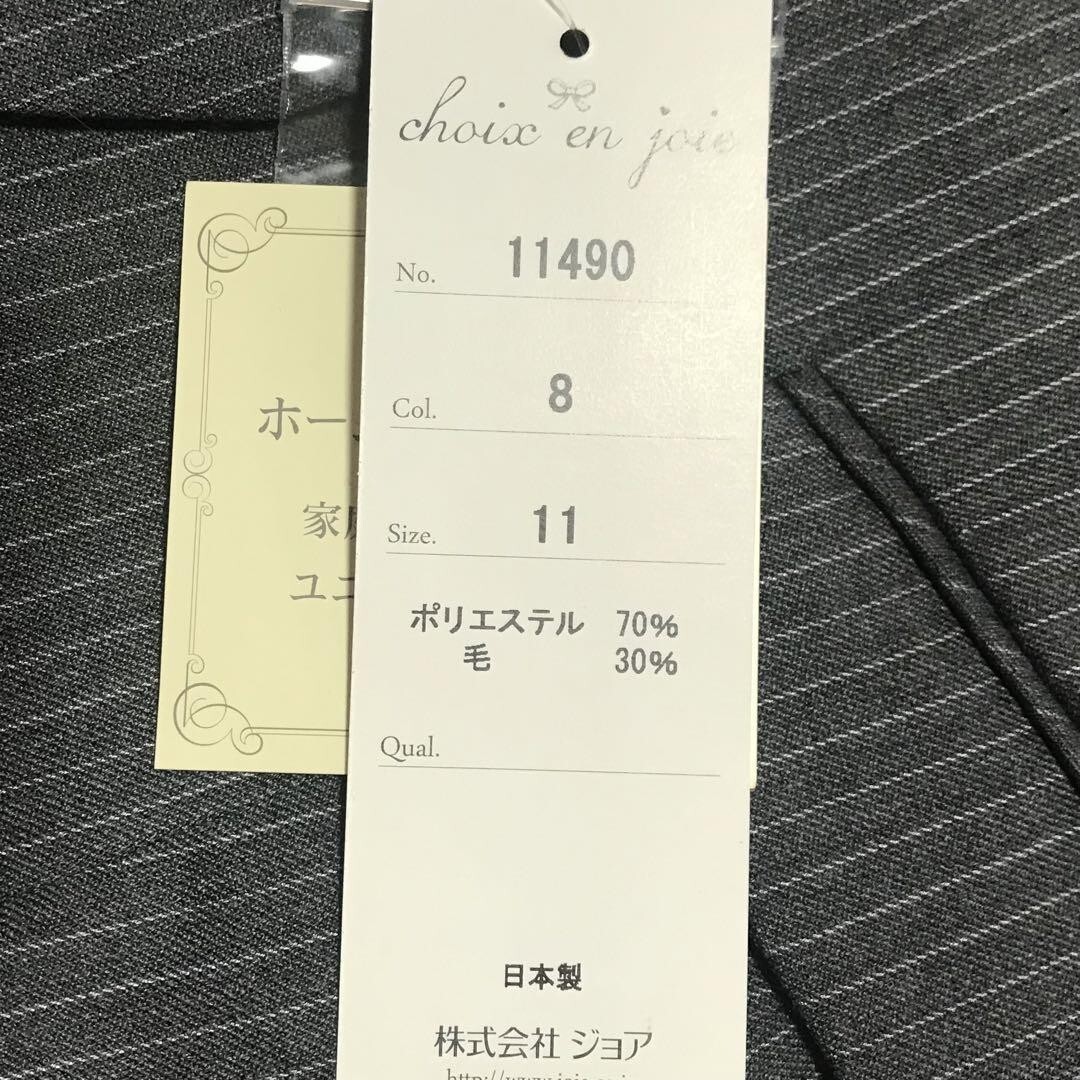 choix en joie
No. 11490
Col. 8
Size. 11
ポリエステル 70%
毛 30%
Qual.
日本製
株式会社 ジョア
ホー
ユニ